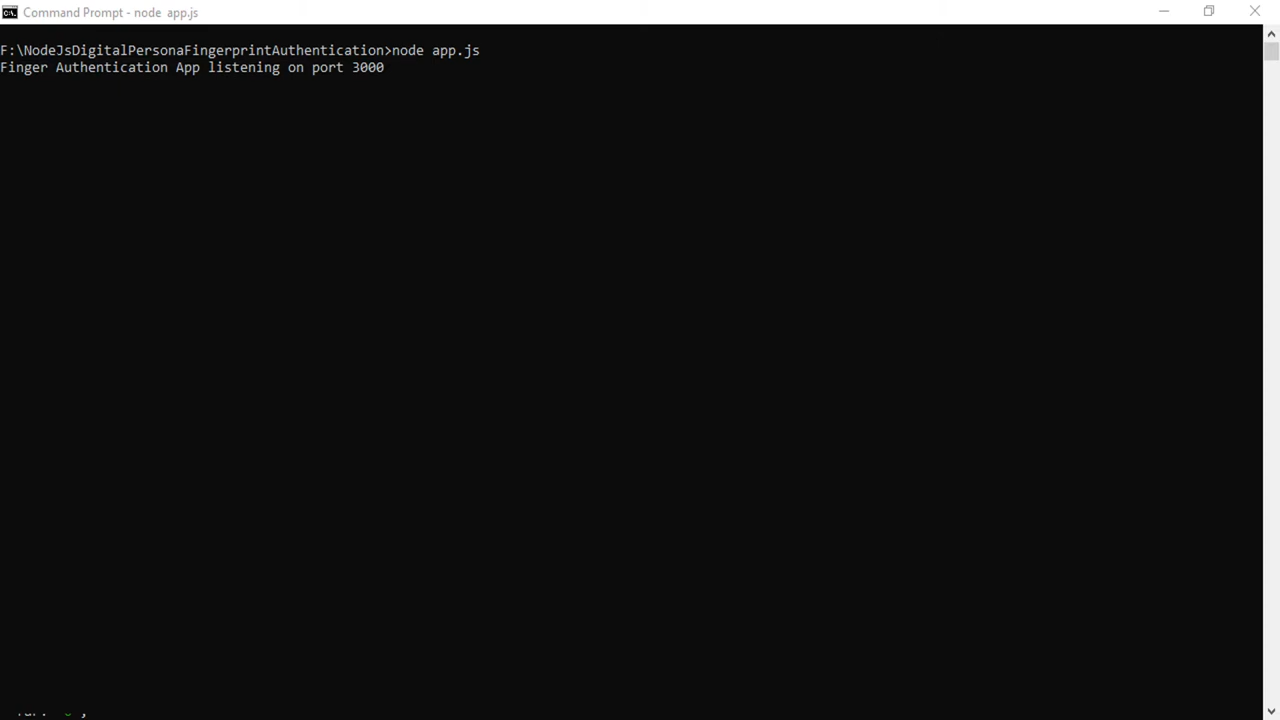 Command Prompt - node  app.js
F:\NodeJsDigitalPersonaFingerprintAuthentication>node app.js
Finger Authentication App listening on port 3000